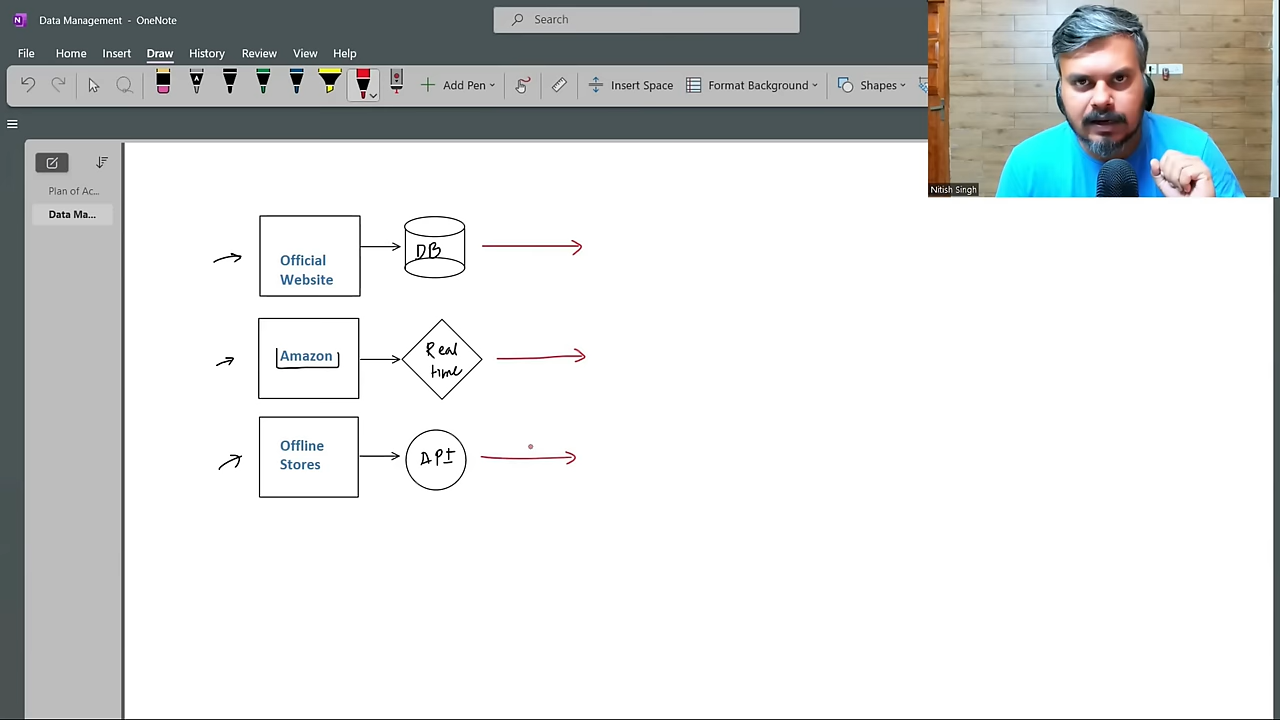 Data Management - OneNote
Search
File Home Insert Draw History Review View Help
Add Pen Insert Space Format Background Shapes
Nitish Singh
Plan of Ac...
Data Ma...
Official
Website
DB
Amazon
Real
time
Offline
Stores
API